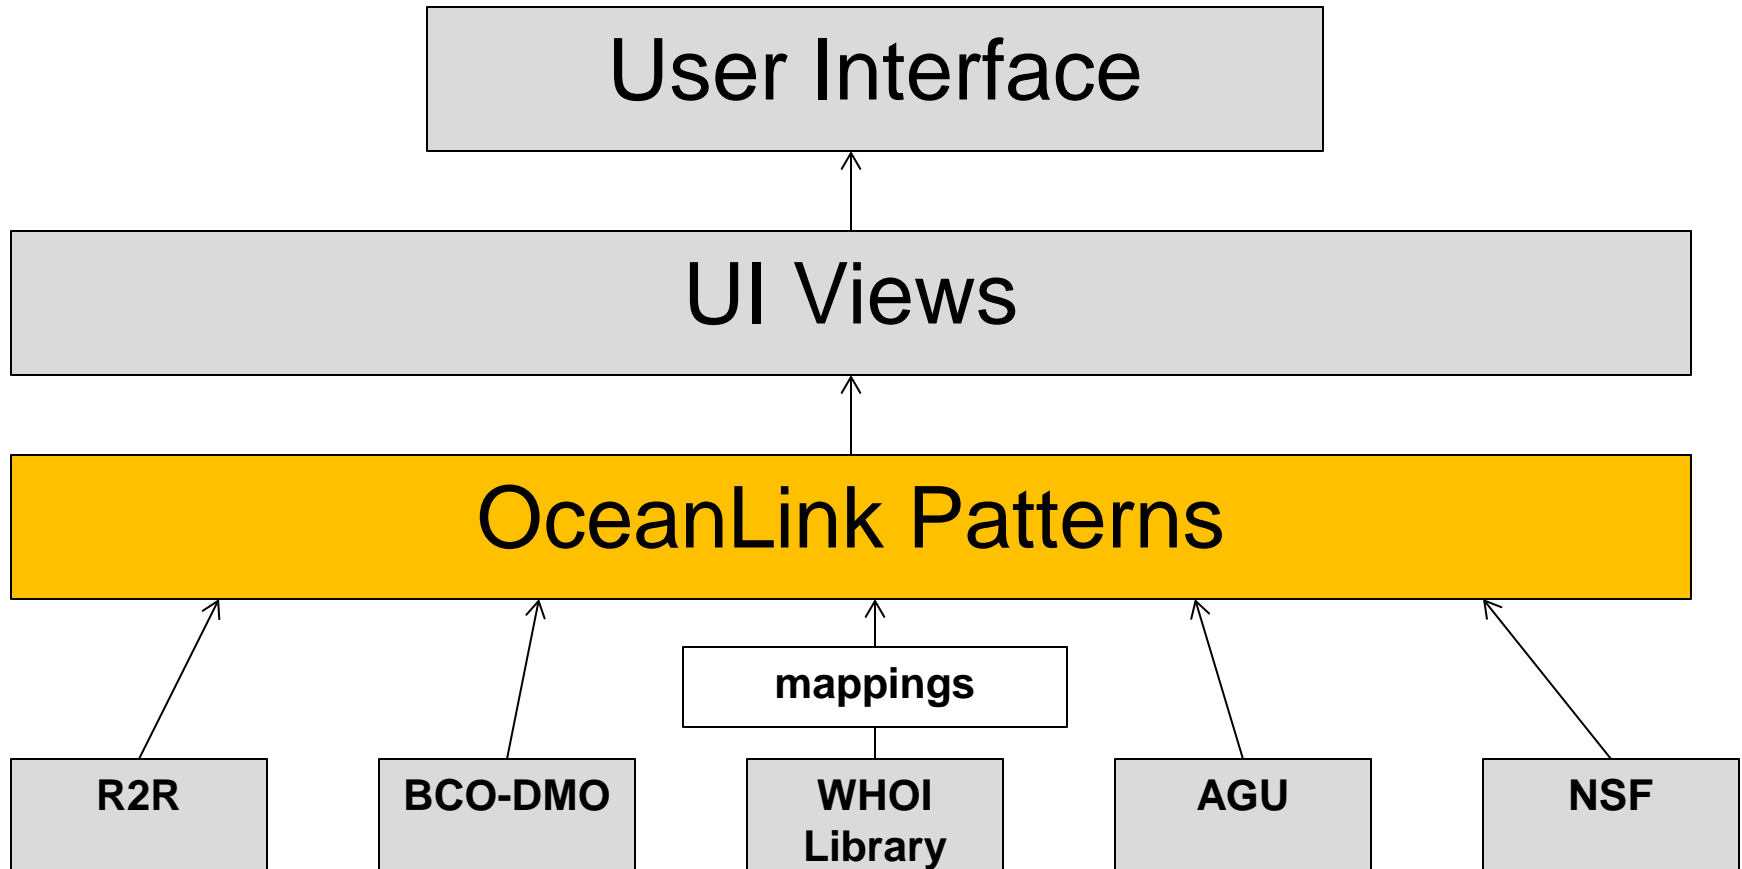 User Interface
UI Views
OceanLink Patterns
mappings
R2R
BCO-DMO
WHOI
Library
AGU
NSF